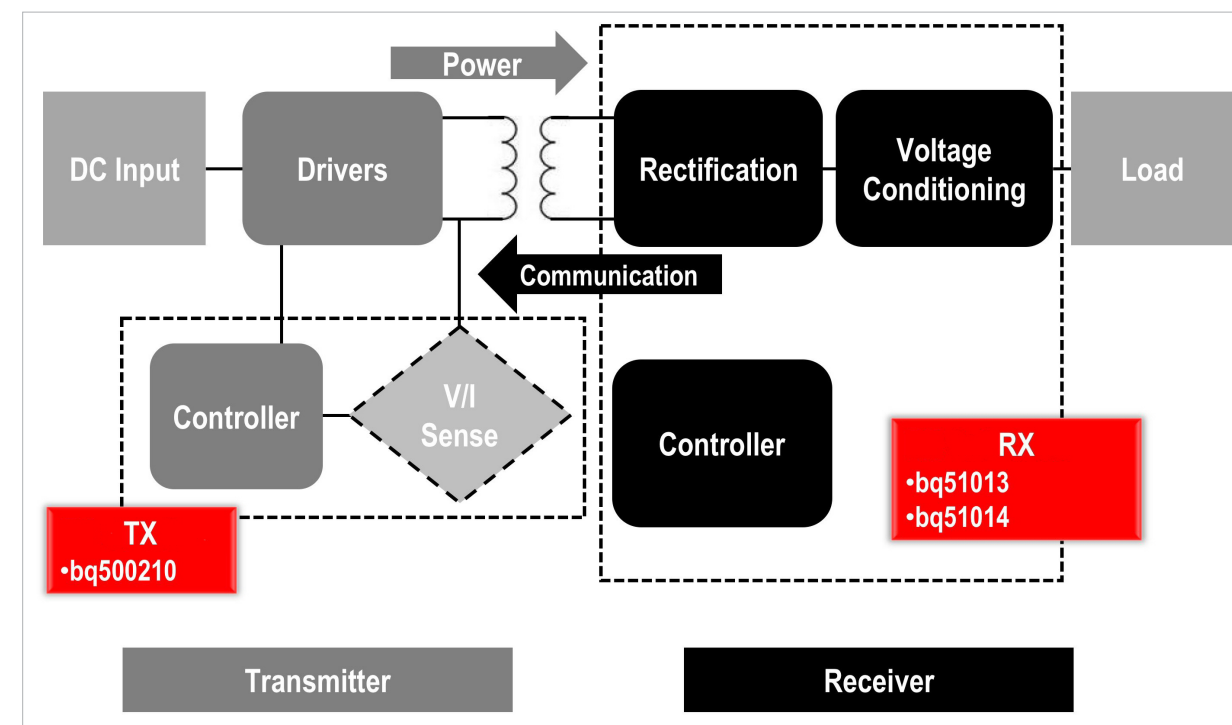 Power
DC Input
Drivers
Rectification
Voltage
Conditioning
Load
Communication
Controller
V/I
Sense
Controller
RX
•bq51013
•bq51014
TX
•bq500210
Transmitter
Receiver